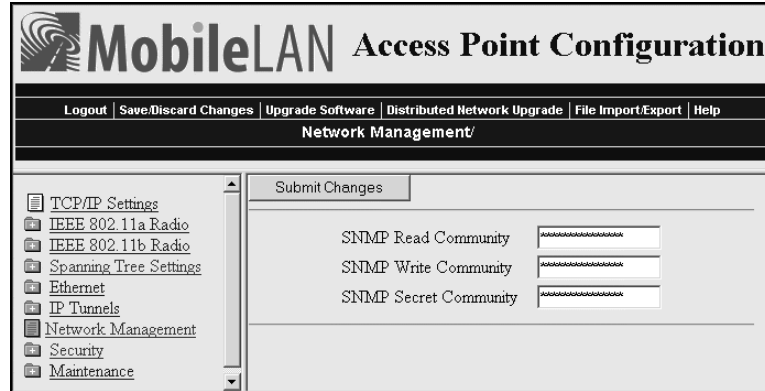 MobileLAN Access Point Configuration
Logout | Save/Discard Changes | Upgrade Software | Distributed Network Upgrade | File Import/Export | Help
Network Management/
Submit Changes
TCP/IP Settings
IEEE 802.11a Radio
IEEE 802.11b Radio
Spanning Tree Settings
Ethernet
IP Tunnels
Network Management
Security
Maintenance
SNMP Read Community ****************
SNMP Write Community ****************
SNMP Secret Community ****************